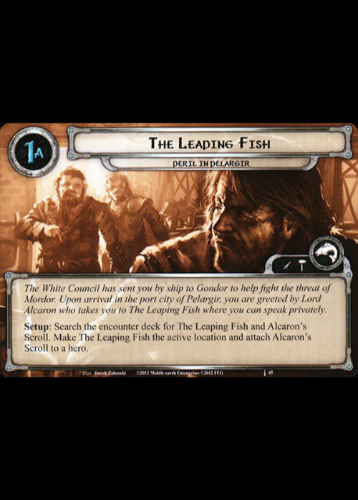 1A
The Leaping Fish
Peril in Pelargir
The White Council has sent you by ship to Gondor to help fight the threat of
Mordor. Upon arrival in the port city of Pelargir, you are greeted by Lord
Alcaron who takes you to The Leaping Fish where you can speak privately.
Setup: Search the encounter deck for The Leaping Fish and Alcaron's
Scroll. Make The Leaping Fish the active location and attach Alcaron's
Scroll to a hero.
Illus. Darek Zabrocki ©2012 Middle-earth Enterprises ©2012 FFG 45